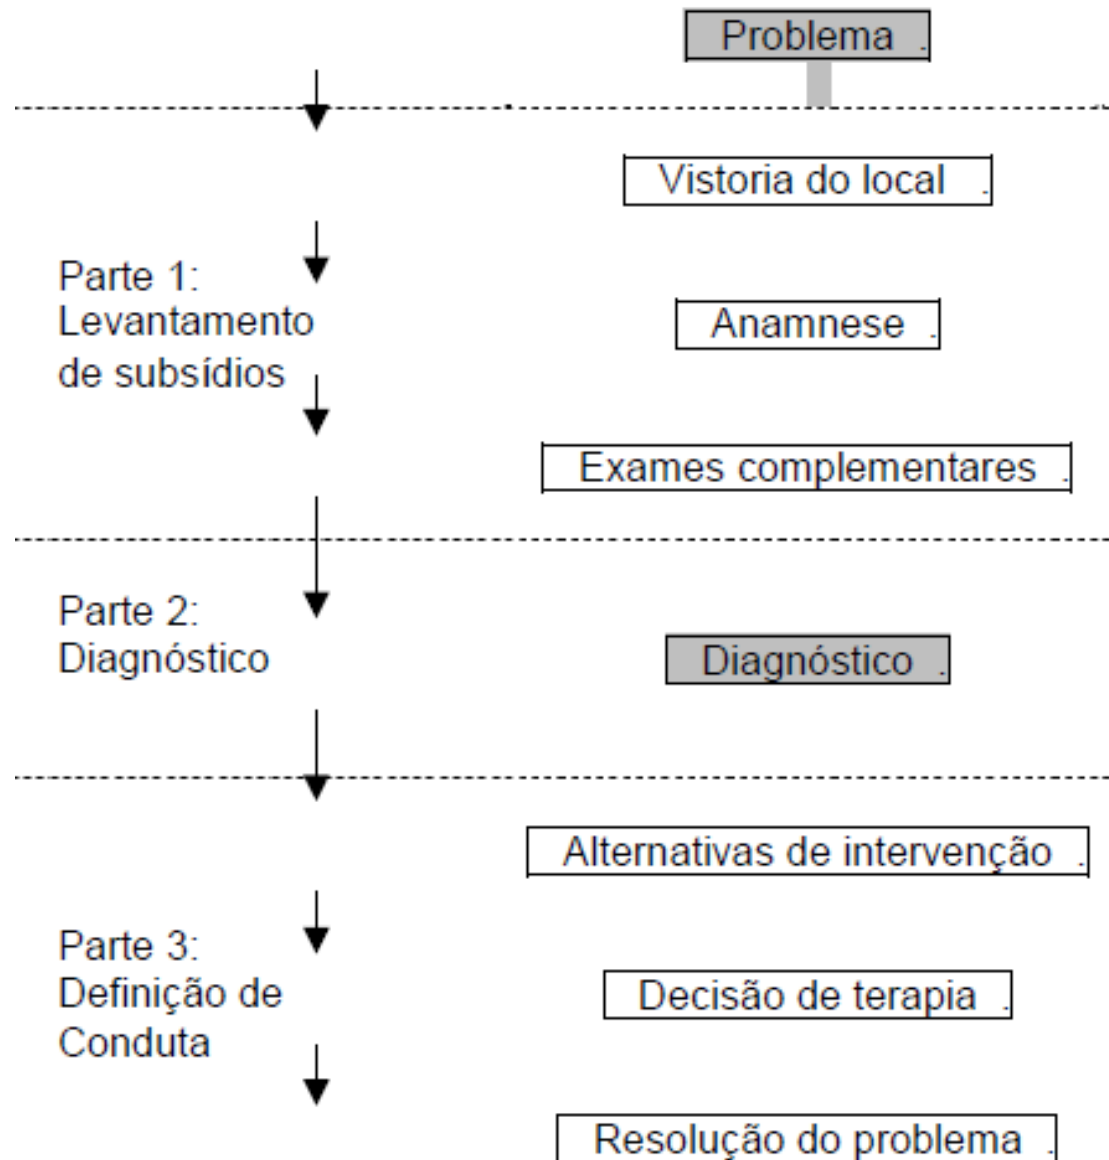 Problema .
Vistoria do local .
Parte 1:
Levantamento
de subsídios
Anamnese .
Exames complementares .
Parte 2:
Diagnóstico
Diagnóstico .
Alternativas de intervenção .
Parte 3:
Definição de
Conduta
Decisão de terapia .
Resolução do problema .